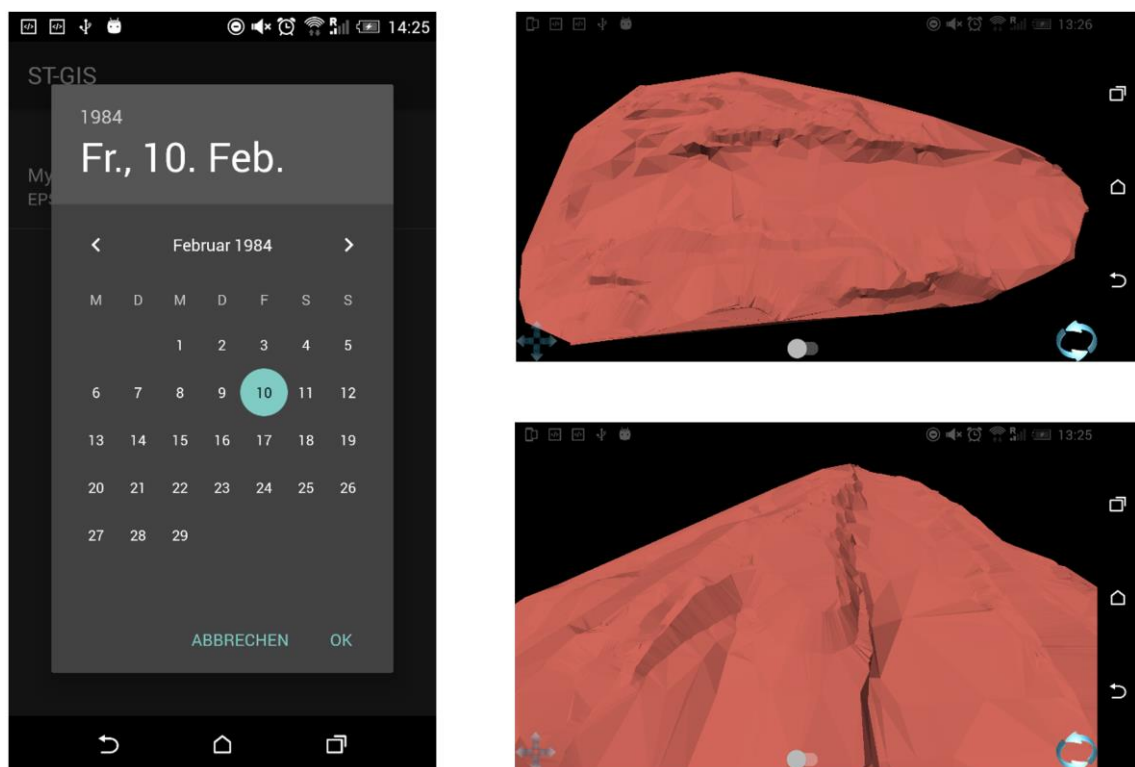 14:25
ST-GIS
My
EPS
1984
Fr., 10. Feb.
Februar 1984
M D M D F S S
1 2 3 4 5
6 7 8 9 10 11 12
13 14 15 16 17 18 19
20 21 22 23 24 25 26
27 28 29
ABBRECHEN OK
R 13:26
R 13:25